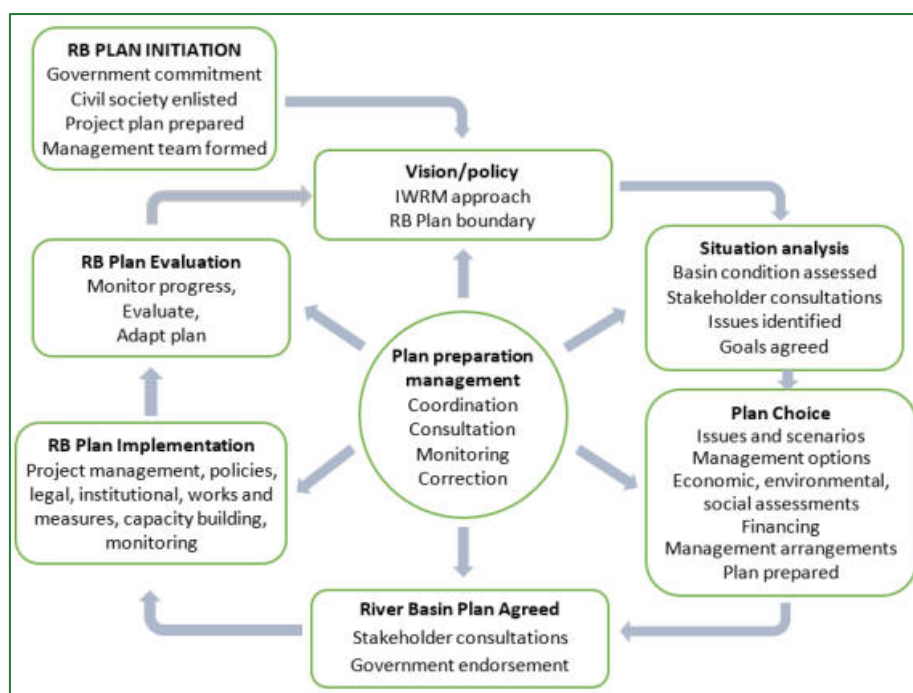 RB PLAN INITIATION
Government commitment
Civil society enlisted
Project plan prepared
Management team formed
Vision/policy
IWRM approach
RB Plan boundary
Situation analysis
Basin condition assessed
Stakeholder consultations
Issues identified
Goals agreed
RB Plan Evaluation
Monitor progress,
Evaluate,
Adapt plan
Plan preparation
management
Coordination
Consultation
Monitoring
Correction
Plan Choice
Issues and scenarios
Management options
Economic, environmental,
social assessments
Financing
Management arrangements
Plan prepared
RB Plan Implementation
Project management, policies,
legal, institutional, works and
measures, capacity building,
monitoring
River Basin Plan Agreed
Stakeholder consultations
Government endorsement